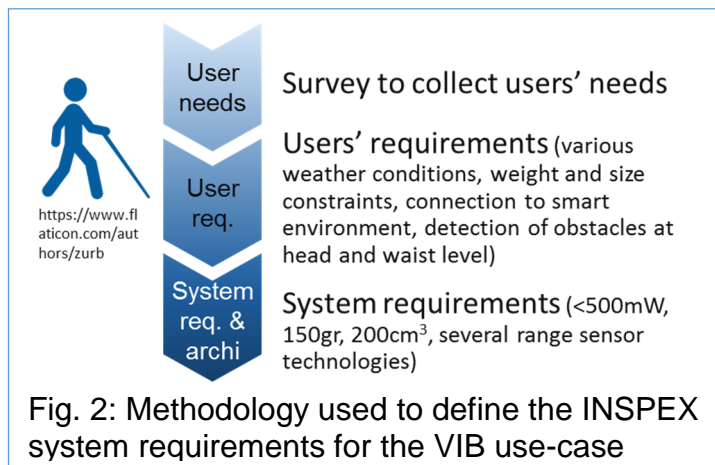 User
needs
Survey to collect users’ needs
https://www.fl
aticon.com/aut
hors/zurb
User
req.
Users’ requirements (various
weather conditions, weight and size
constraints, connection to smart
environment, detection of obstacles at
head and waist level)
System
req. &
archi
System requirements (<500mW,
150gr, 200cm³, several range sensor
technologies)
Fig. 2: Methodology used to define the INSPEX
system requirements for the VIB use-case